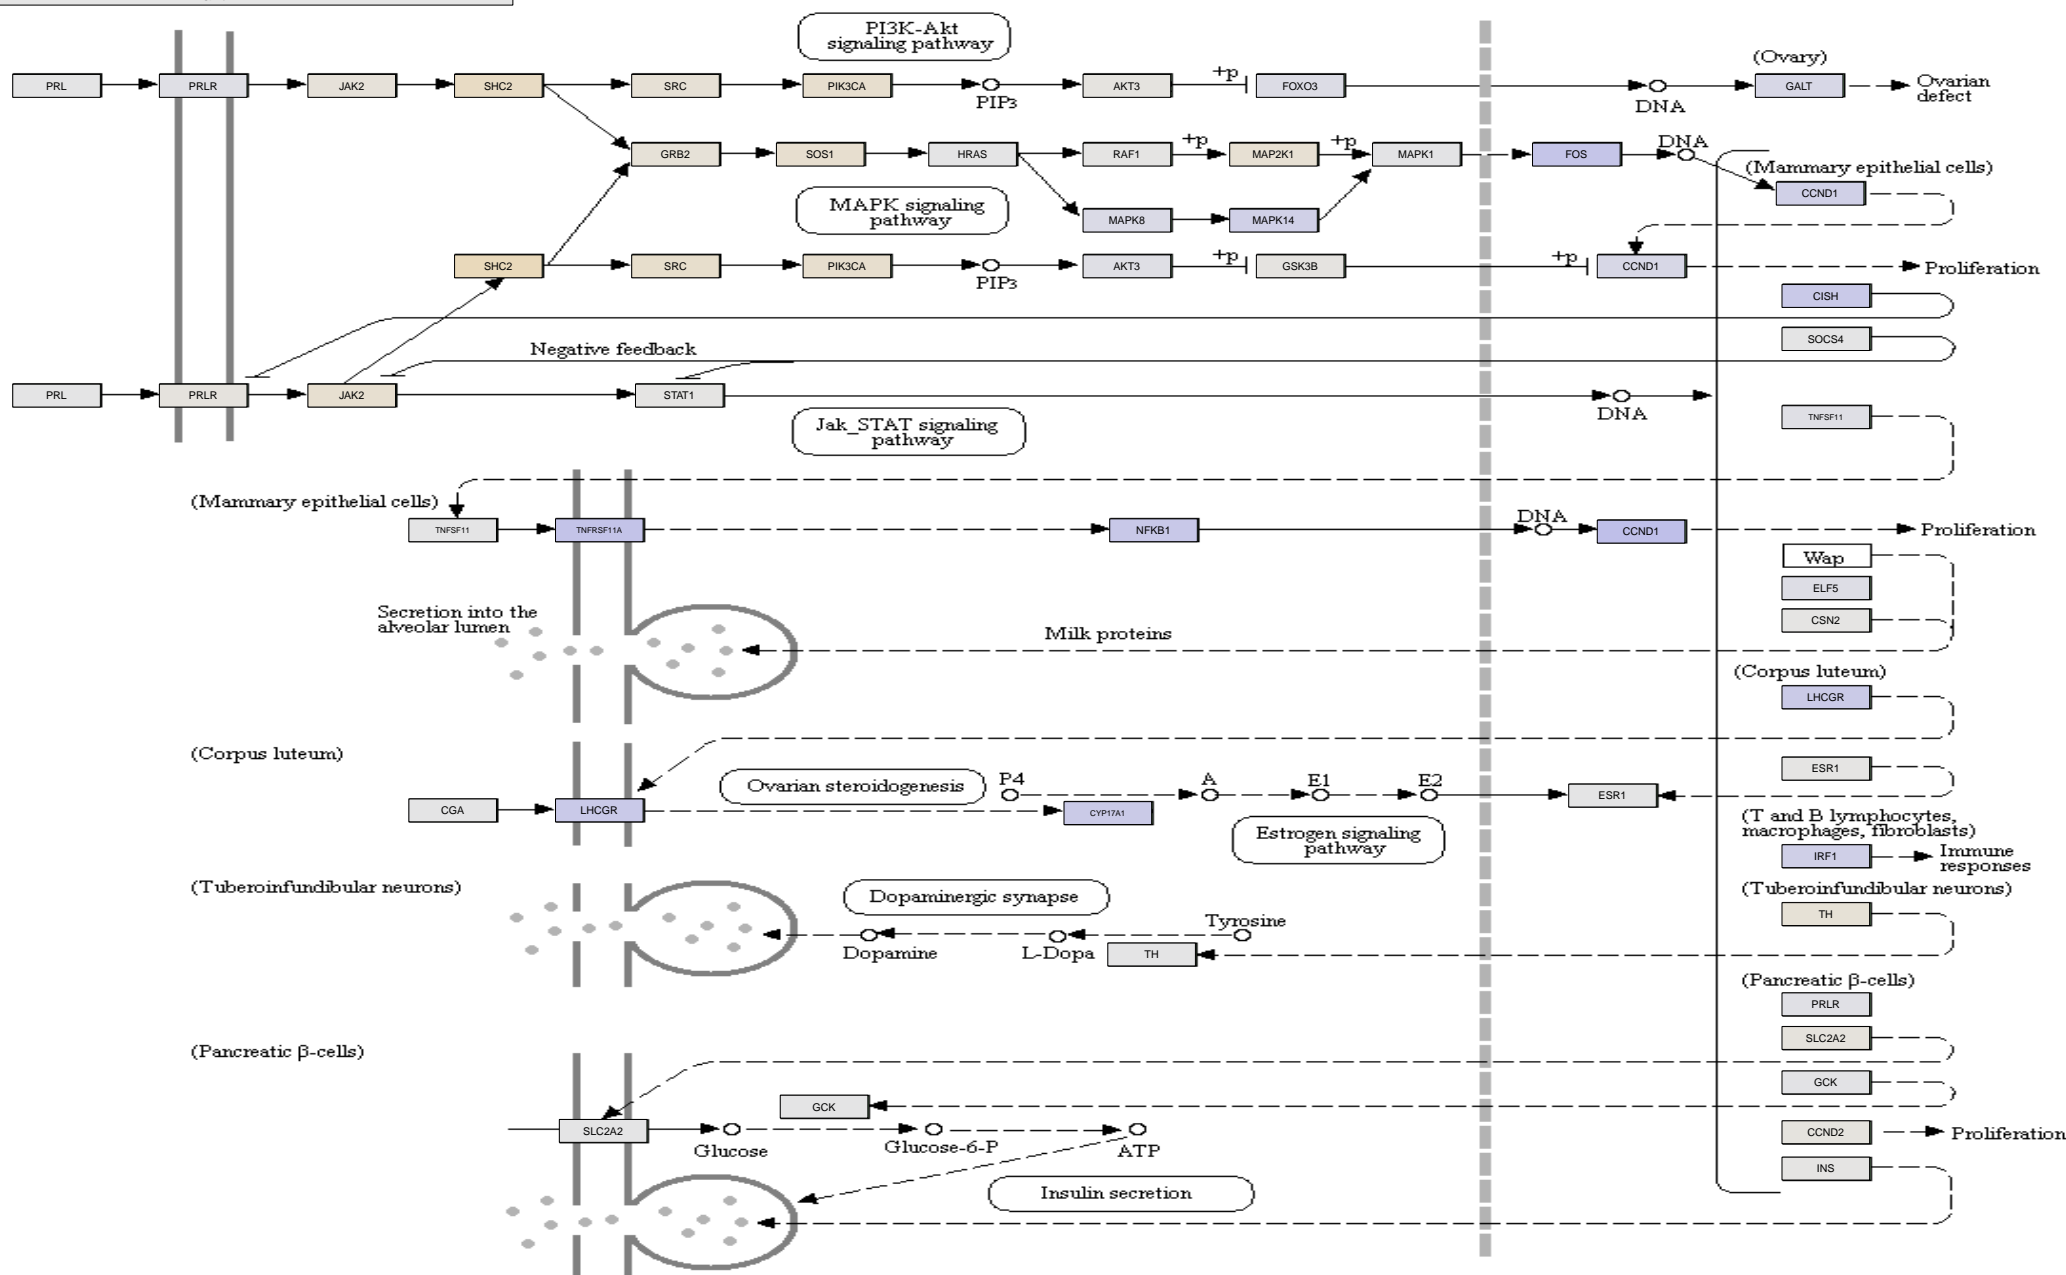 PI3K-Akt
signaling pathway
(Ovary)
PRL PRLR JAK2 SHC2 SRC PIK3CA PIP3 AKT3 +p FOXO3 DNA GALT Ovarian
defect
GRB2 SOS1 HRAS RAF1 +p MAP2K1 +p MAPK1 FOS DNA
(Mammary epithelial cells)
CCND1
MAPK signaling
pathway
MAPK8 MAPK14
SHC2 SRC PIK3CA PIP3 AKT3 +p GSK3B +p CCND1 Proliferation
CISH
SOCS4
Negative feedback
PRL PRLR JAK2 STAT1 DNA
Jak_STAT signaling
pathway
TNFSF11
(Mammary epithelial cells)
TNFSF11 TNFRSF11A NFKB1 DNA CCND1 Proliferation
Wap
ELF5
CSN2
Secretion into the
alveolar lumen
Milk proteins
(Corpus luteum)
LHCGR
(Corpus luteum)
ESR1
Ovarian steroidogenesis
P4 A E1 E2 ESR1
CGA LHCGR CYP17A1
Estrogen signaling
pathway
(T and B lymphocytes,
macrophages, fibroblasts)
IRF1 Immune
responses
(Tuberoinfundibular neurons)
(Tuberoinfundibular neurons)
TH
Dopaminergic synapse
Tyrosine
Dopamine L-Dopa TH
(Pancreatic β-cells)
PRLR
SLC2A2
(Pancreatic β-cells)
GCK
GCK
SLC2A2 Glucose Glucose-6-P ATP
CCND2 Proliferation
INS
Insulin secretion